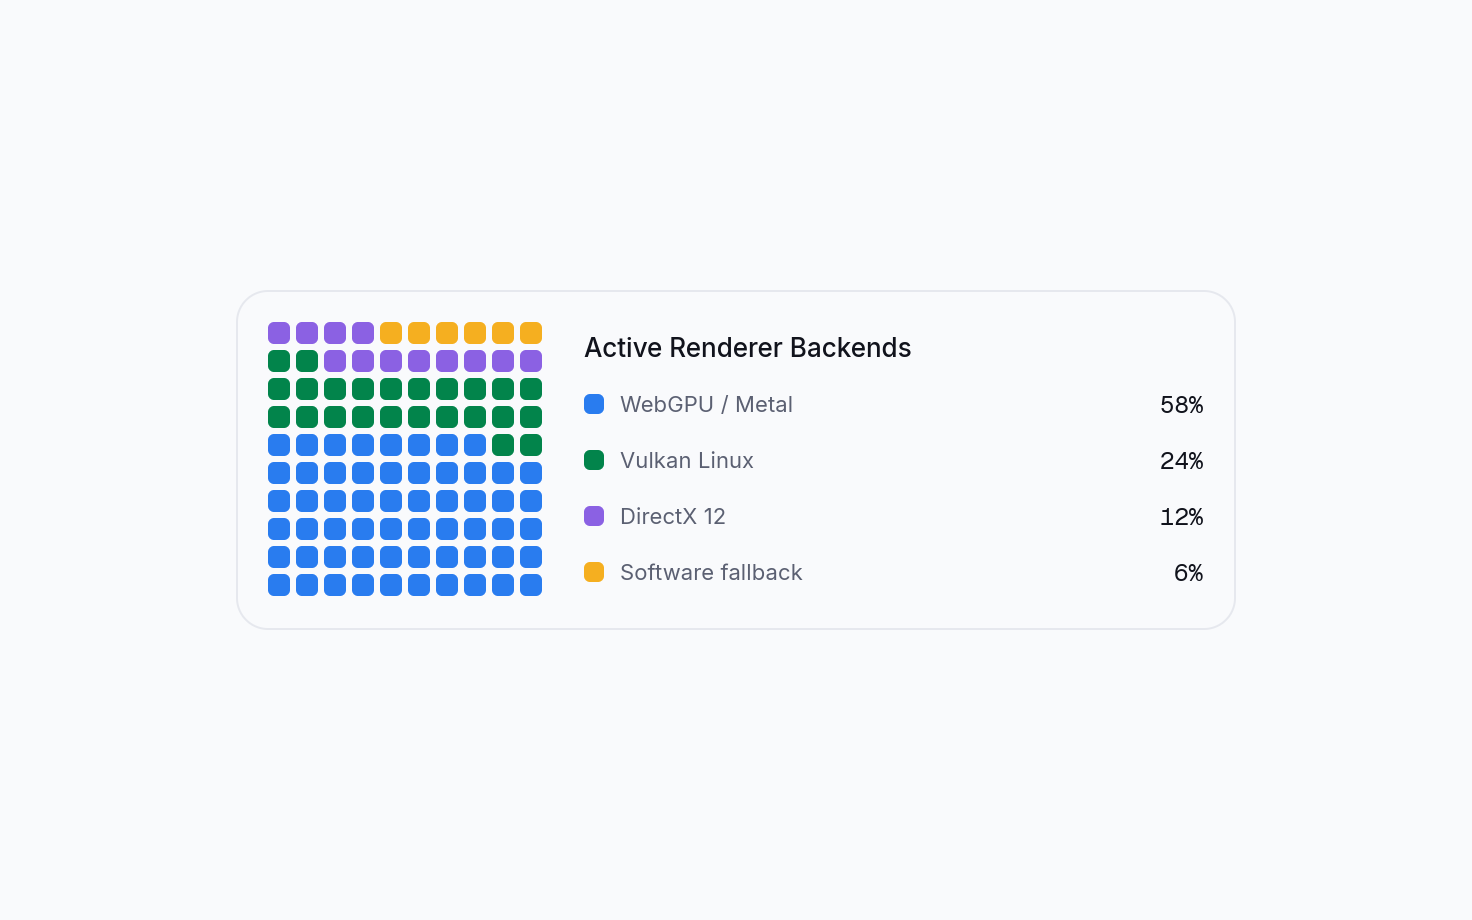 Active Renderer Backends
WebGPU / Metal 58%
Vulkan Linux 24%
DirectX 12 12%
Software fallback 6%